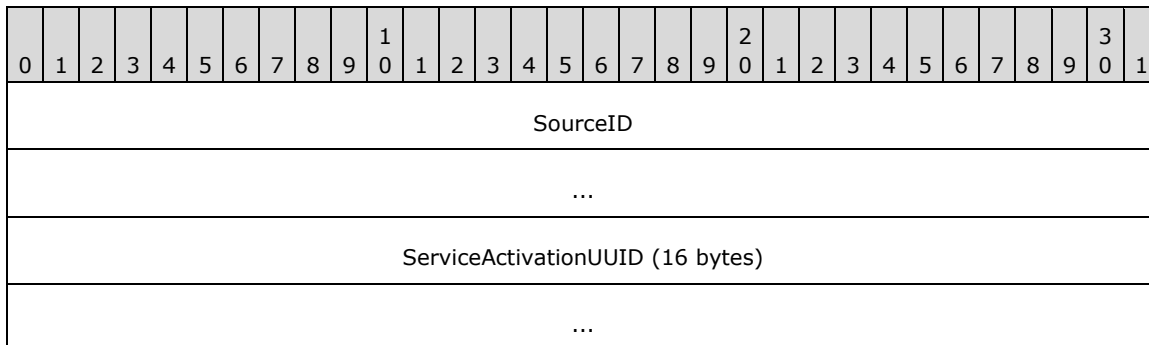 1 2 3
0 1 2 3 4 5 6 7 8 9 0 1 2 3 4 5 6 7 8 9 0 1 2 3 4 5 6 7 8 9 0 1
SourceID
...
ServiceActivationUUID (16 bytes)
...